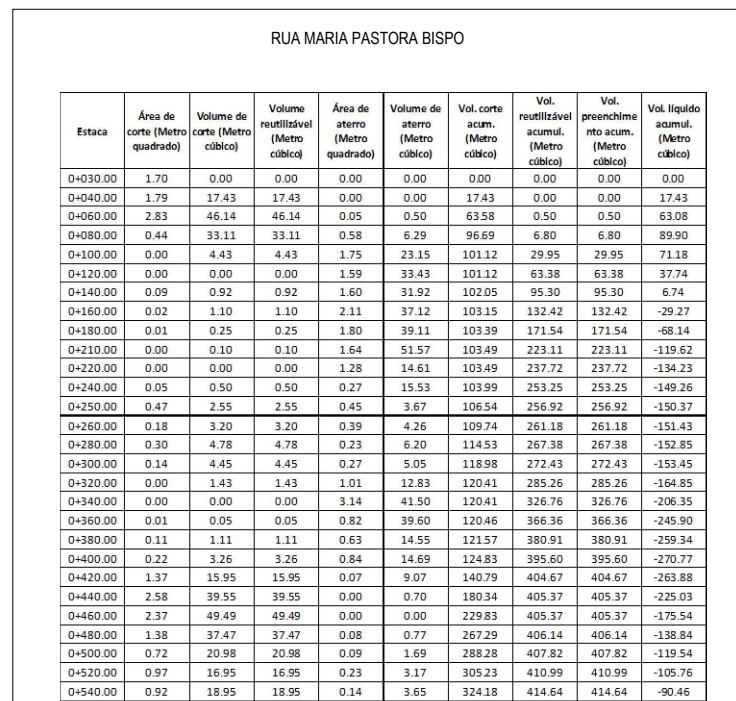 RUA MARIA PASTORA BISPO
Estaca | Área de corte (Metro quadrado) | Volume de corte (Metro cúbico) | Volume reutilizável (Metro cúbico) | Área de aterro (Metro quadrado) | Volume de aterro (Metro cúbico) | Vol. corte acum. (Metro cúbico) | Vol. reutilizável acumul. (Metro cúbico) | Vol. preenchime nto acum. (Metro cúbico) | Vol. líquido acumul. (Metro cúbico)
0+030.00 1.70 0.00 0.00 0.00 0.00 0.00 0.00 0.00 0.00
0+040.00 1.79 17.43 17.43 0.00 0.00 17.43 0.00 0.00 17.43
0+060.00 2.83 46.14 46.14 0.05 0.50 63.58 0.50 0.50 63.08
0+080.00 0.44 33.11 33.11 0.58 6.29 96.69 6.80 6.80 89.90
0+100.00 0.00 4.43 4.43 1.75 23.15 101.12 29.95 29.95 71.18
0+120.00 0.00 0.00 0.00 1.59 33.43 101.12 63.38 63.38 37.74
0+140.00 0.09 0.92 0.92 1.60 31.92 102.05 95.30 95.30 6.74
0+160.00 0.02 1.10 1.10 2.11 37.12 103.15 132.42 132.42 -29.27
0+180.00 0.01 0.25 0.25 1.80 39.11 103.39 171.54 171.54 -68.14
0+210.00 0.00 0.10 0.10 1.64 51.57 103.49 223.11 223.11 -119.62
0+220.00 0.00 0.00 0.00 1.28 14.61 103.49 237.72 237.72 -134.23
0+240.00 0.05 0.50 0.50 0.27 15.53 103.99 253.25 253.25 -149.26
0+250.00 0.47 2.55 2.55 0.45 3.67 106.54 256.92 256.92 -150.37
0+260.00 0.18 3.20 3.20 0.39 4.26 109.74 261.18 261.18 -151.43
0+280.00 0.30 4.78 4.78 0.23 6.20 114.53 267.38 267.38 -152.85
0+300.00 0.14 4.45 4.45 0.27 5.05 118.98 272.43 272.43 -153.45
0+320.00 0.00 1.43 1.43 1.01 12.83 120.41 285.26 285.26 -164.85
0+340.00 0.00 0.00 0.00 3.14 41.50 120.41 326.76 326.76 -206.35
0+360.00 0.01 0.05 0.05 0.82 39.60 120.46 366.36 366.36 -245.90
0+380.00 0.11 1.11 1.11 0.63 14.55 121.57 380.91 380.91 -259.34
0+400.00 0.22 3.26 3.26 0.84 14.69 124.83 395.60 395.60 -270.77
0+420.00 1.37 15.95 15.95 0.07 9.07 140.79 404.67 404.67 -263.88
0+440.00 2.58 39.55 39.55 0.00 0.70 180.34 405.37 405.37 -225.03
0+460.00 2.37 49.49 49.49 0.00 0.00 229.83 405.37 405.37 -175.54
0+480.00 1.38 37.47 37.47 0.08 0.77 267.29 406.14 406.14 -138.84
0+500.00 0.72 20.98 20.98 0.09 1.69 288.28 407.82 407.82 -119.54
0+520.00 0.97 16.95 16.95 0.23 3.17 305.23 410.99 410.99 -105.76
0+540.00 0.92 18.95 18.95 0.14 3.65 324.18 414.64 414.64 -90.46